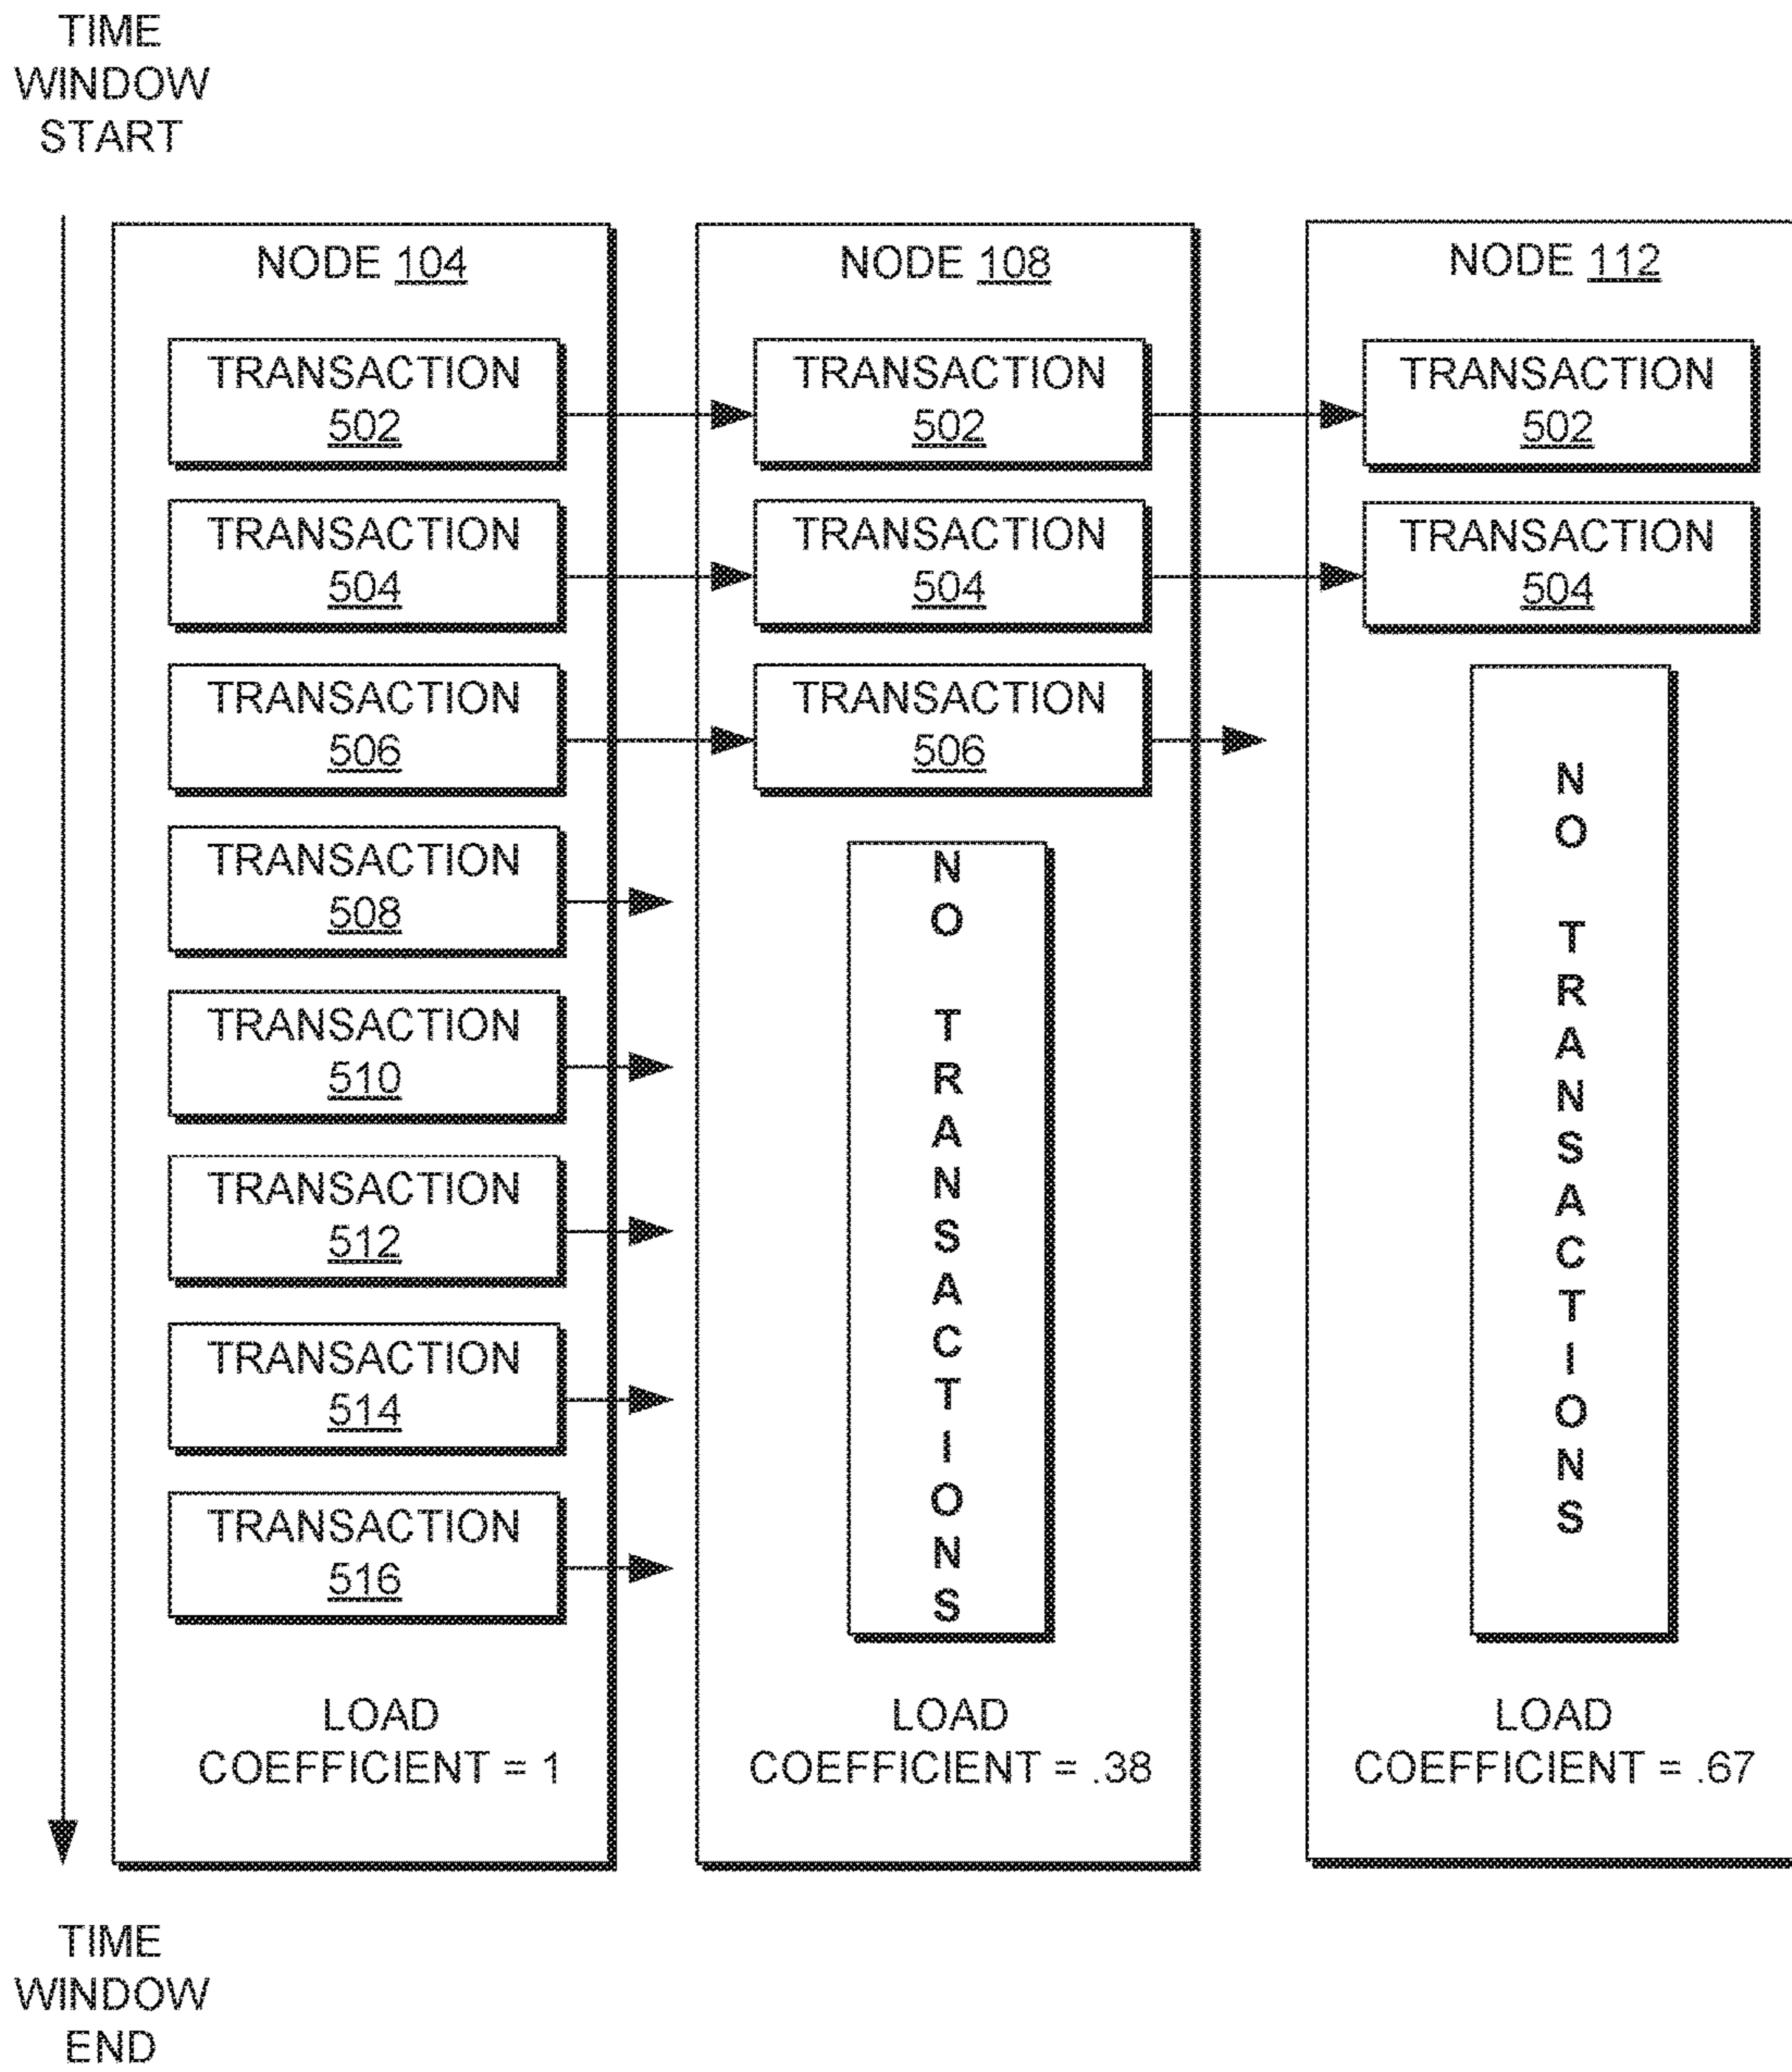 TIME
WINDOW
START
NODE 104
TRANSACTION
502
TRANSACTION
504
TRANSACTION
506
TRANSACTION
508
TRANSACTION
510
TRANSACTION
512
TRANSACTION
514
TRANSACTION
516
LOAD
COEFFICIENT = 1
NODE 108
TRANSACTION
502
TRANSACTION
504
TRANSACTION
506
NO TRANSACTIONS
LOAD
COEFFICIENT = .38
NODE 112
TRANSACTION
502
TRANSACTION
504
NO TRANSACTIONS
LOAD
COEFFICIENT = .67
TIME
WINDOW
END